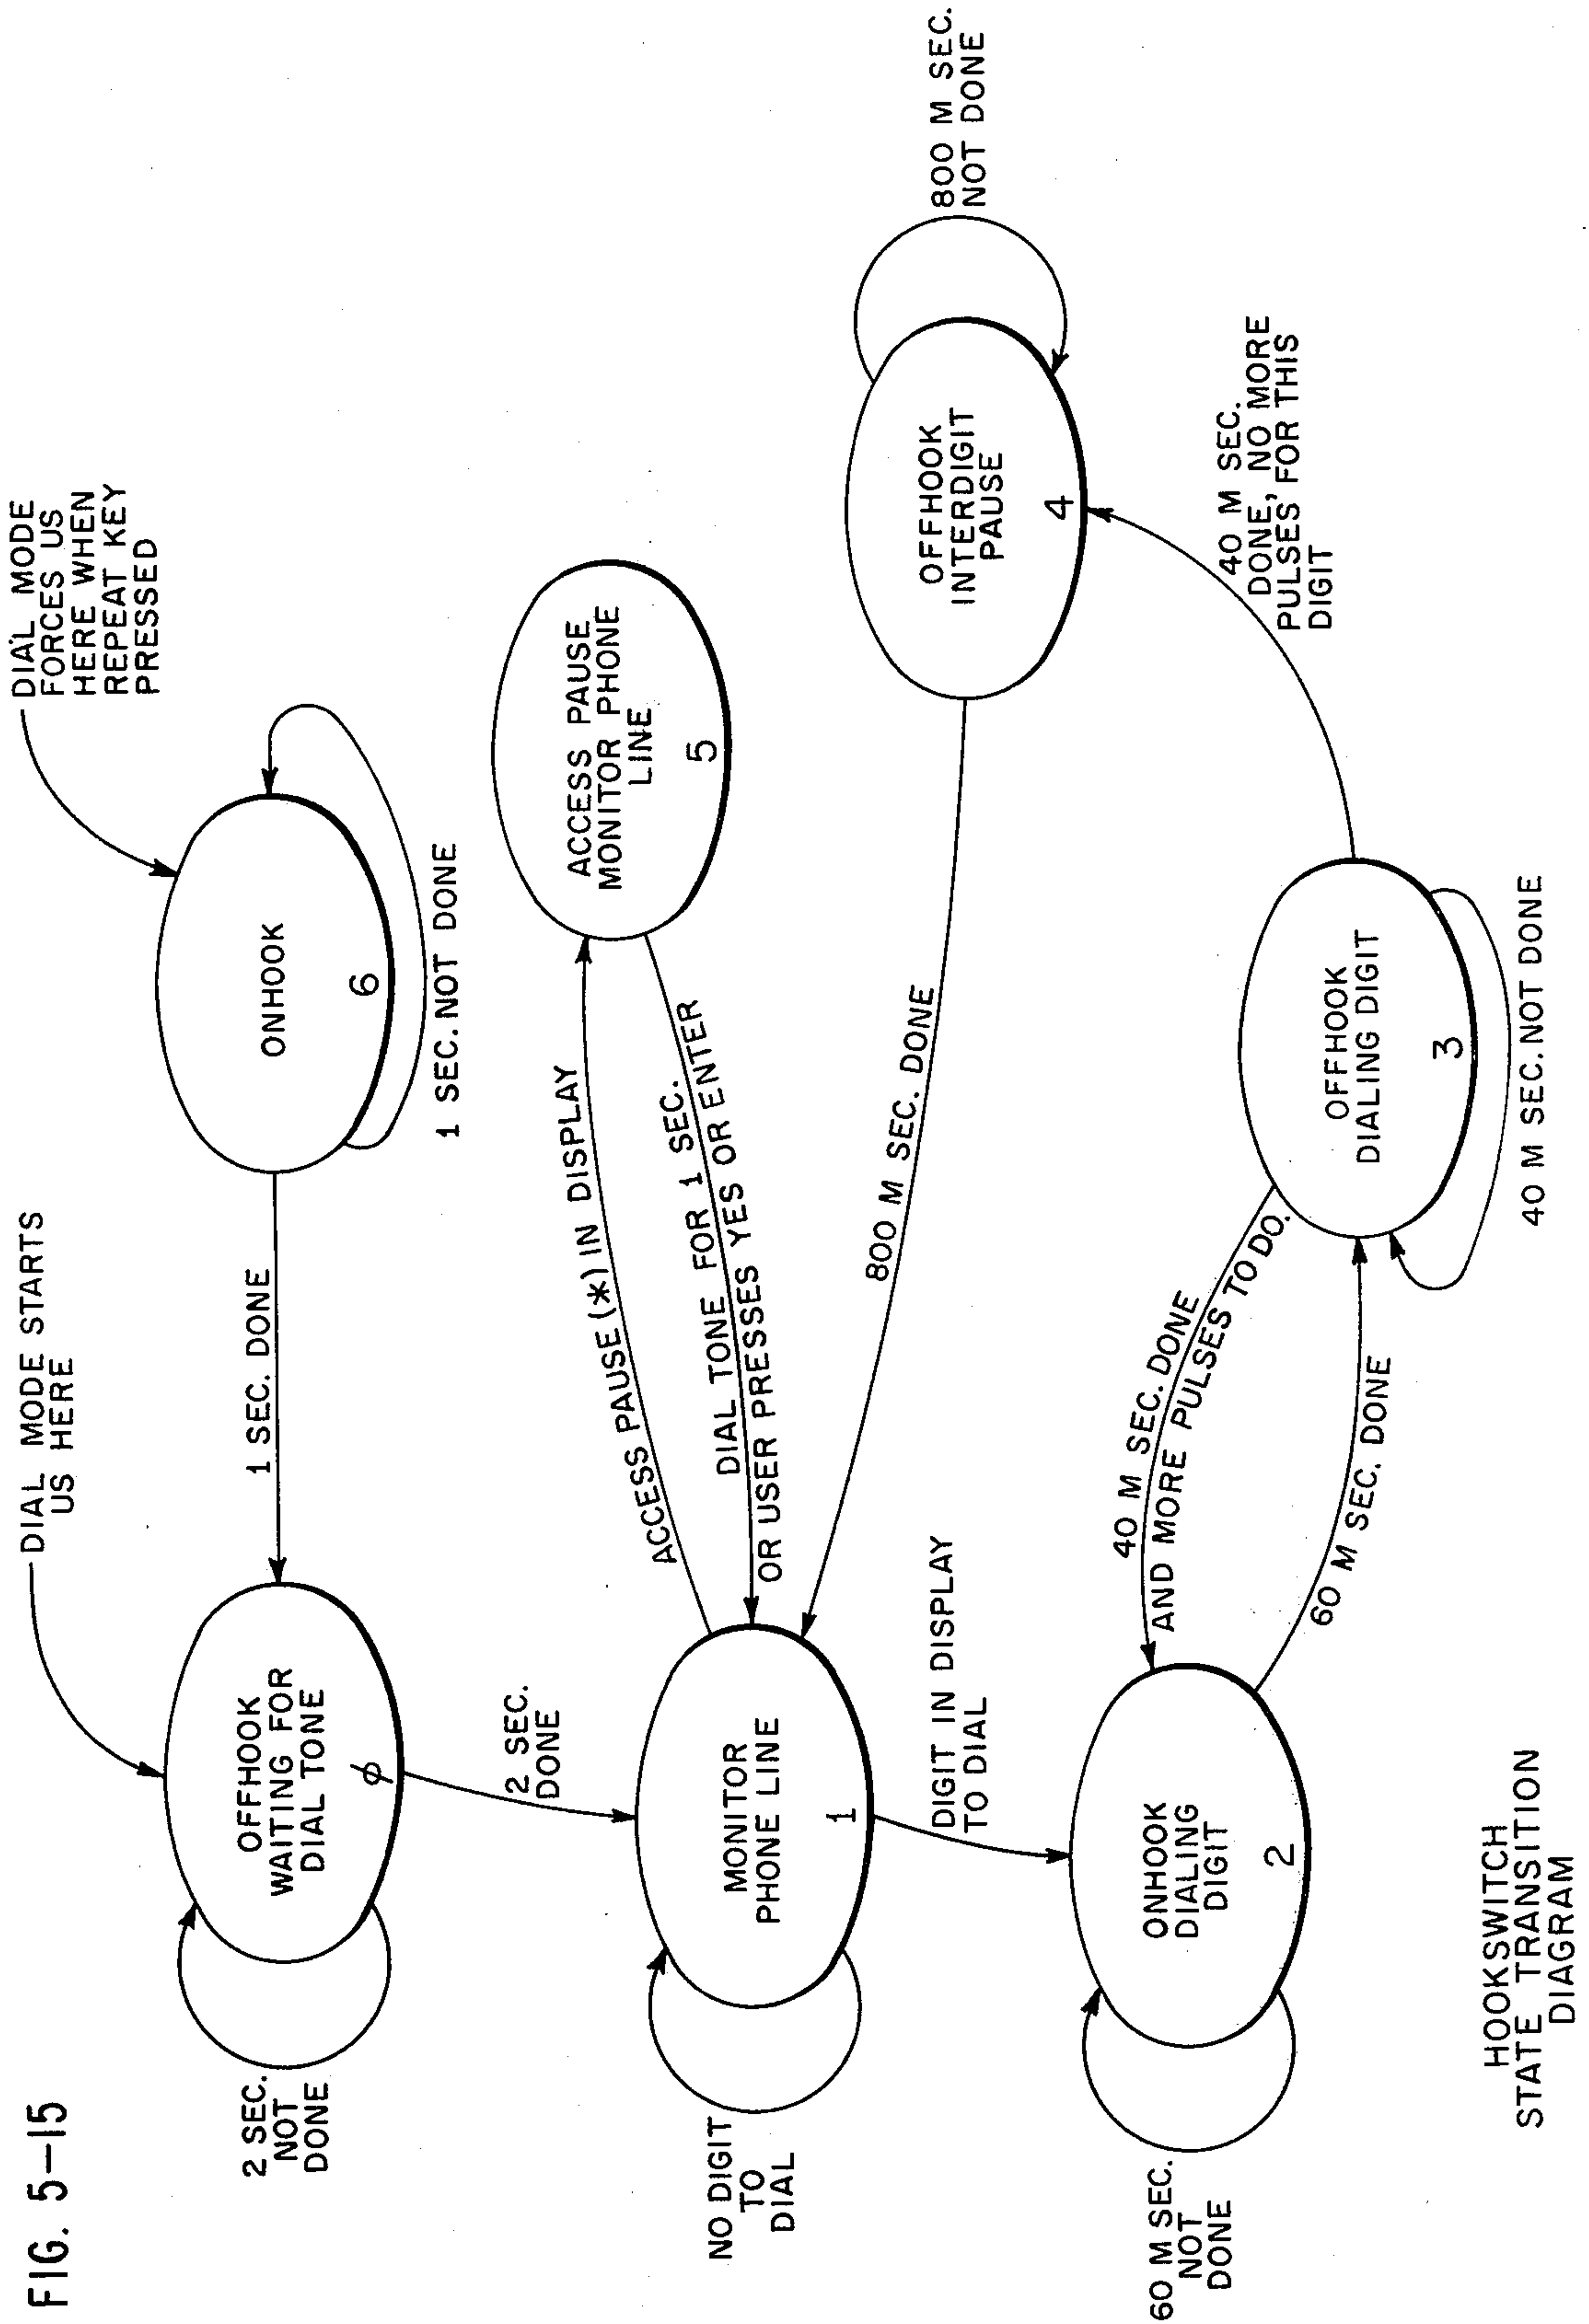 FIG. 5-15
DIAL MODE STARTS
US HERE
DIAL MODE
FORCES US
HERE WHEN
REPEAT KEY
PRESSED
2 SEC.
NOT
DONE
OFFHOOK
WAITING FOR
DIAL TONE
0
1 SEC. DONE
ONHOOK
6
1 SEC. NOT DONE
2 SEC.
DONE
ACCESS PAUSE (*) IN DISPLAY
ACCESS PAUSE
MONITOR PHONE
LINE
5
DIAL TONE FOR 1 SEC.
OR USER PRESSES YES OR ENTER
NO DIGIT
TO
DIAL
MONITOR
PHONE LINE
1
800 M SEC. DONE
OFFHOOK
INTERDIGIT
PAUSE
4
800 M SEC.
NOT DONE
DIGIT IN DISPLAY
TO DIAL
40 M SEC. DONE
AND MORE PULSES TO DO.
40 M SEC.
DONE, NO MORE
PULSES FOR THIS
DIGIT
60 M SEC.
NOT
DONE
ONHOOK
DIALING
DIGIT
2
60 M SEC. DONE
OFFHOOK
DIALING DIGIT
3
40 M SEC. NOT DONE
HOOKSWITCH
STATE TRANSITION
DIAGRAM